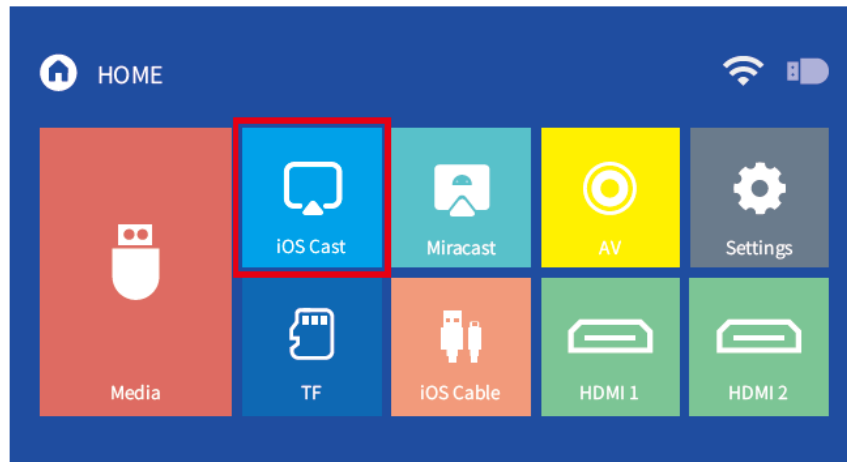 HOME
iOS Cast
Miracast
AV
Settings
Media
TF
iOS Cable
HDMI 1
HDMI 2